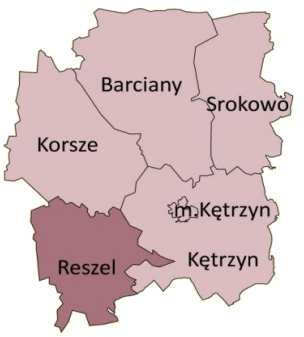 Barciany
Srokowo
Korsze
m.Kętrzyn
Kętrzyn
Reszel